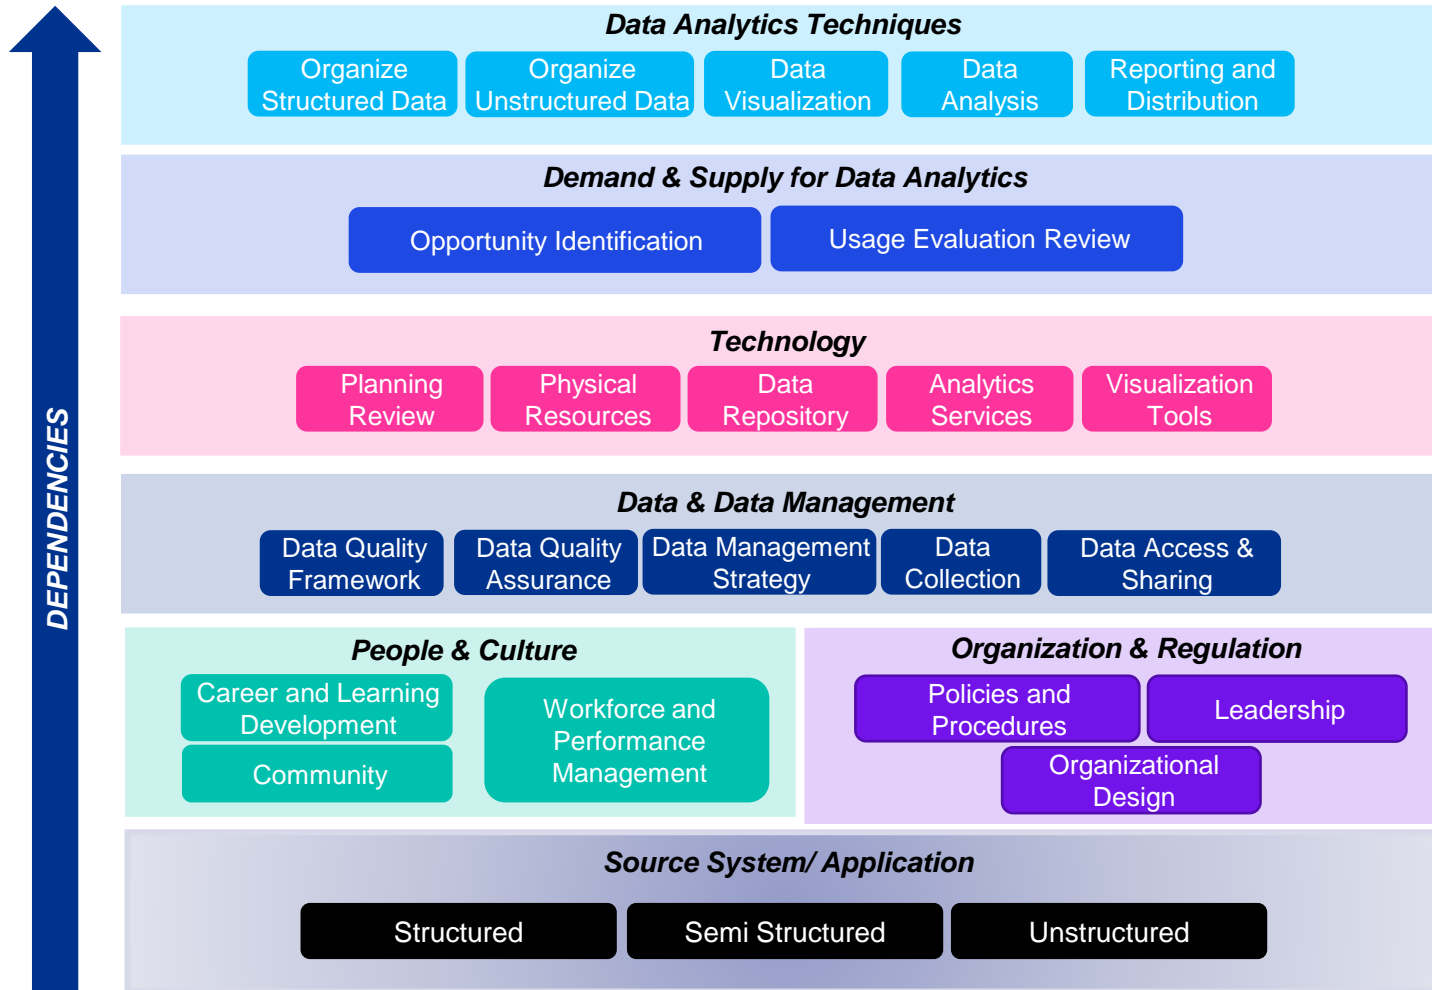 Data Analytics Techniques
Organize
Structured Data
Organize
Unstructured Data
Data
Visualization
Data
Analysis
Reporting and
Distribution
Demand & Supply for Data Analytics
Opportunity Identification
Usage Evaluation Review
Technology
Planning
Review
Physical
Resources
Data
Repository
Analytics
Services
Visualization
Tools
DEPENDENCIES
Data & Data Management
Data Quality
Framework
Data Quality
Assurance
Data Management
Strategy
Data
Collection
Data Access &
Sharing
People & Culture
Career and Learning
Development
Community
Workforce and
Performance
Management
Organization & Regulation
Policies and
Procedures
Leadership
Organizational
Design
Source System/ Application
Structured
Semi Structured
Unstructured